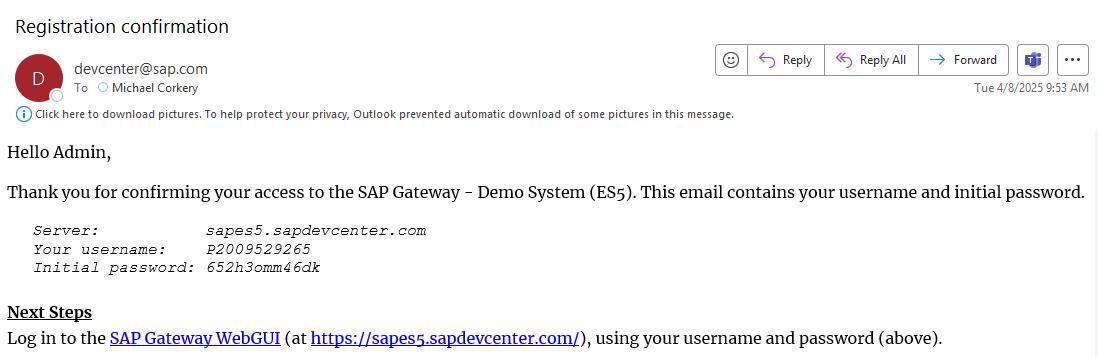 Registration confirmation
D
devcenter@sap.com
To Michael Corkery
Reply
Reply All
Forward
Tue 4/8/2025 9:53 AM
Click here to download pictures. To help protect your privacy, Outlook prevented automatic download of some pictures in this message.
Hello Admin,
Thank you for confirming your access to the SAP Gateway - Demo System (ES5). This email contains your username and initial password.
Server: sapes5.sapdevcenter.com
Your username: P2009529265
Initial password: 652h3omm46dk
Next Steps
Log in to the SAP Gateway WebGUI (at https://sapes5.sapdevcenter.com/), using your username and password (above).